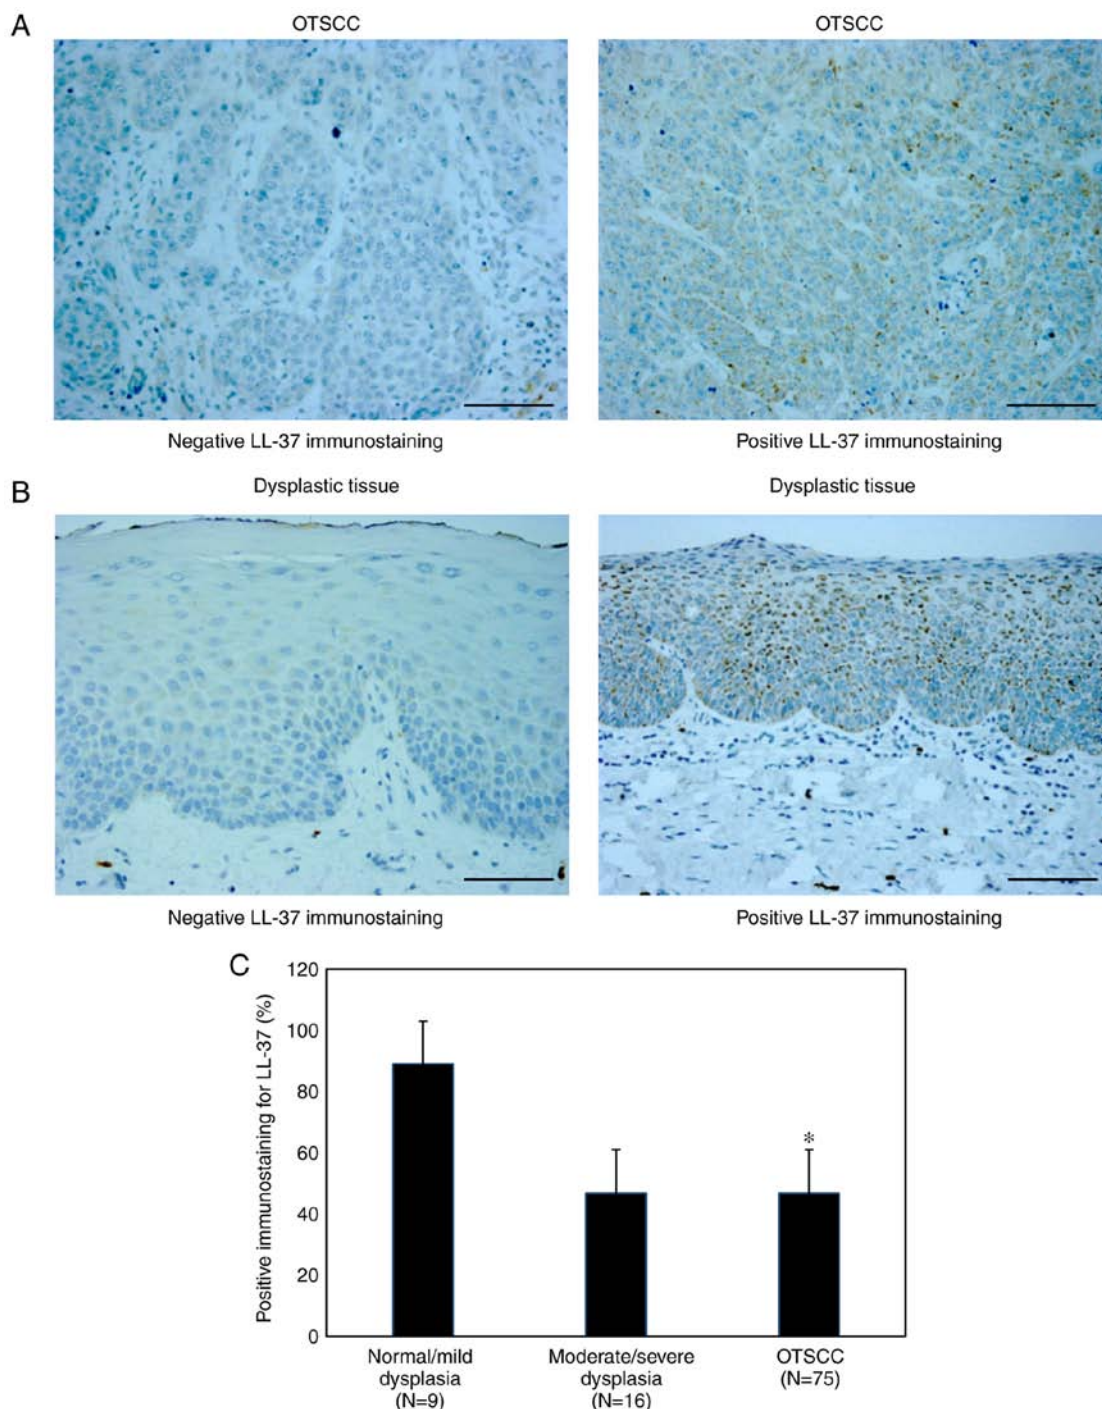 A
OTSCC
OTSCC
Negative LL-37 immunostaining
Positive LL-37 immunostaining
B
Dysplastic tissue
Dysplastic tissue
Negative LL-37 immunostaining
Positive LL-37 immunostaining
C
Positive immunostaining for LL-37 (%)
120
100
80
60
40
20
0
*
Normal/mild
dysplasia
(N=9)
Moderate/severe
dysplasia
(N=16)
OTSCC
(N=75)